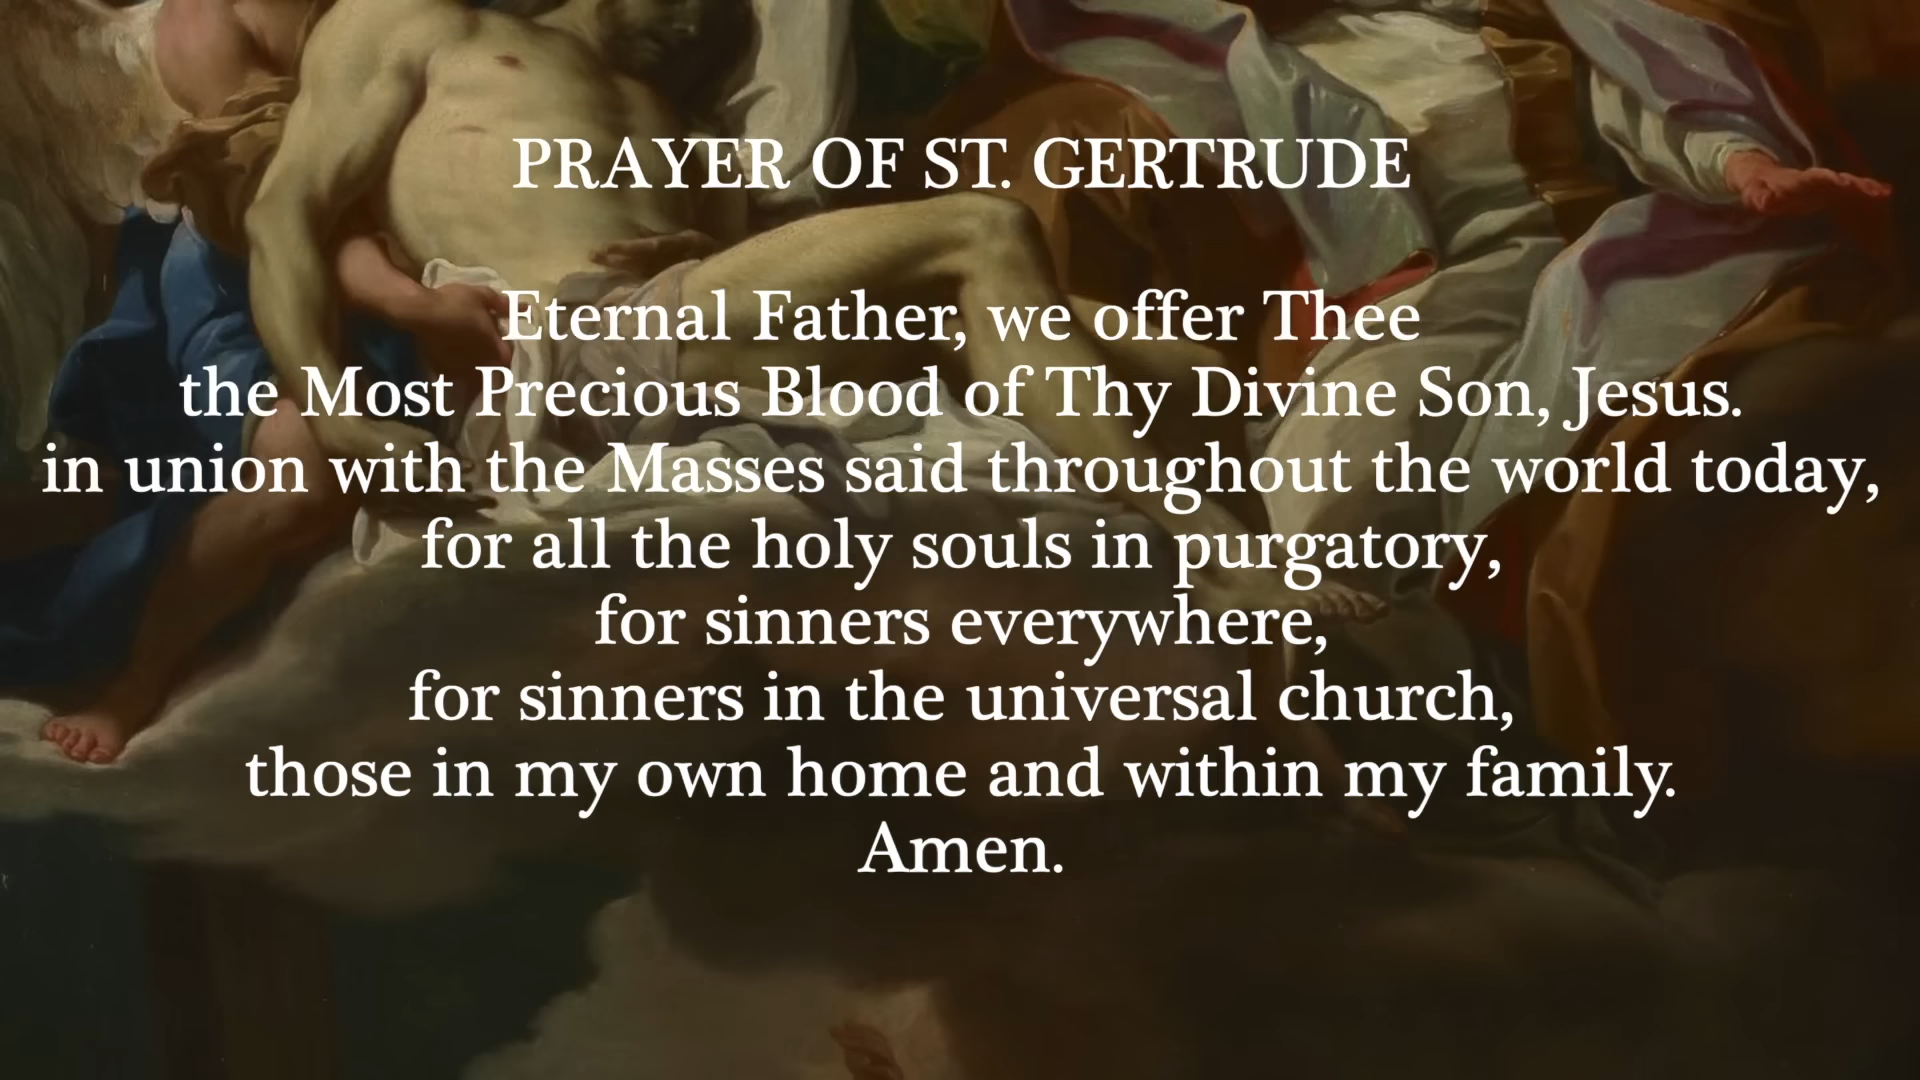 PRAYER OF ST. GERTRUDE
Eternal Father, we offer Thee
the Most Precious Blood of Thy Divine Son, Jesus.
in union with the Masses said throughout the world today,
for all the holy souls in purgatory,
for sinners everywhere,
for sinners in the universal church,
those in my own home and within my family.
Amen.